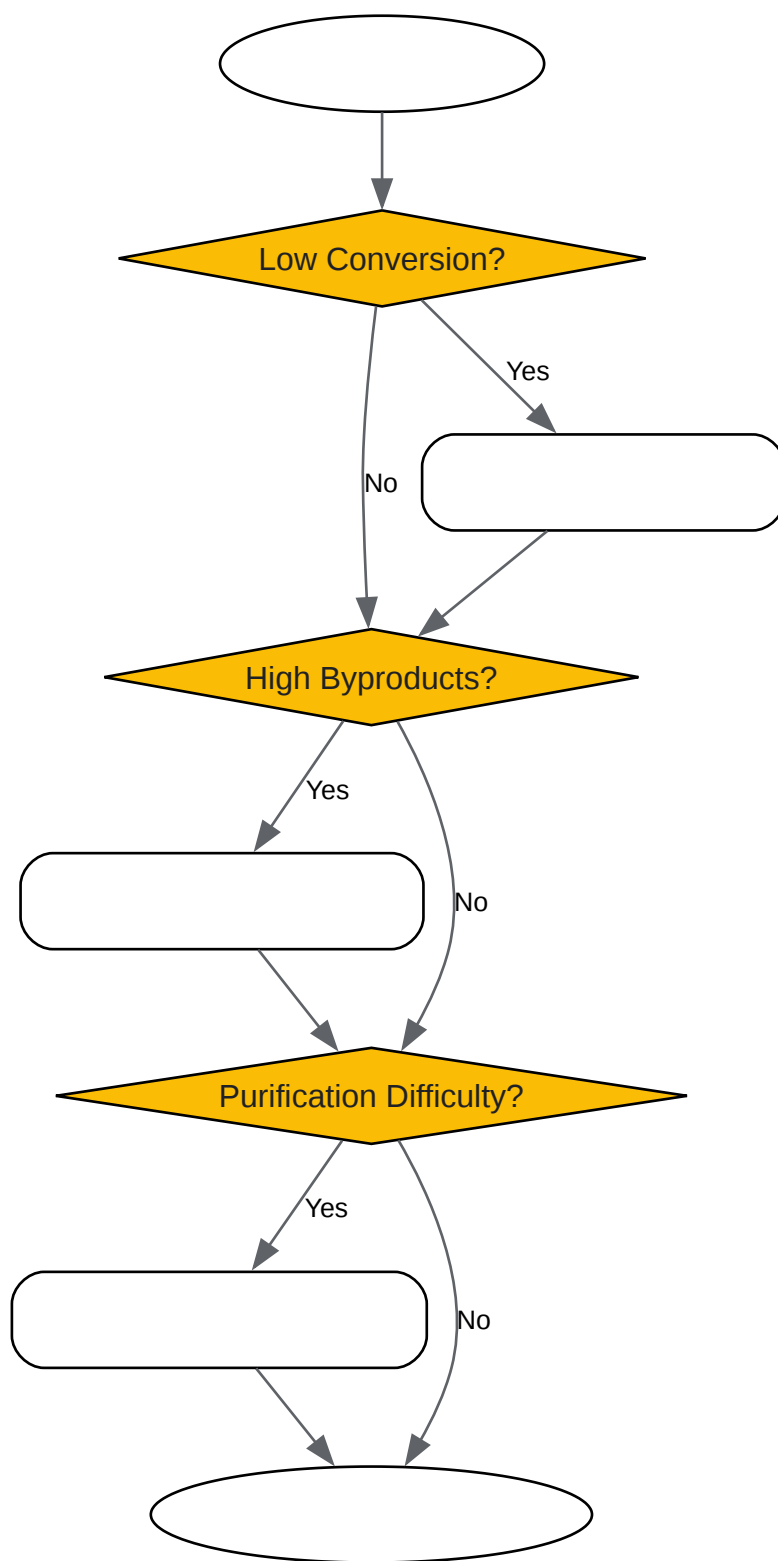 Low Conversion?
Yes
No
High Byproducts?
Yes
No
Purification Difficulty?
Yes
No